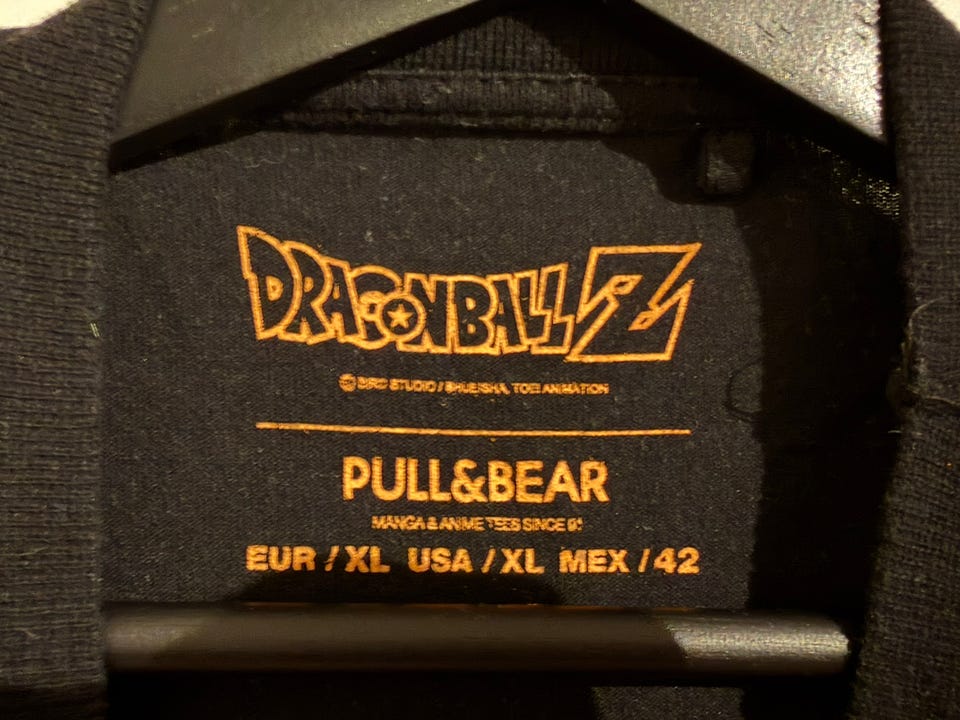 DRAGONBALL Z
© BIRD STUDIO / SHUEISHA, TOEI ANIMATION
PULL&BEAR
MANGA & ANIME TEES SINCE 91
EUR / XL USA / XL MEX / 42